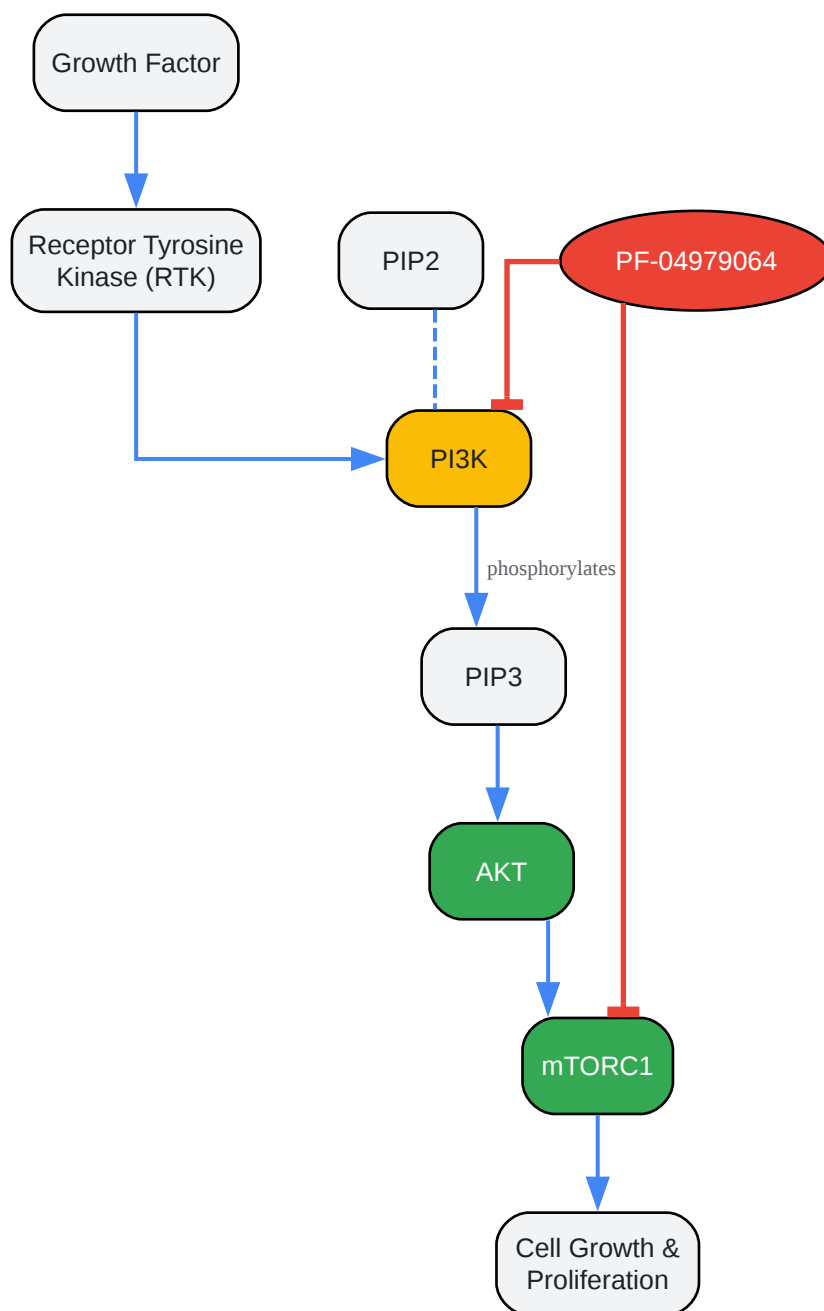 Growth Factor
Receptor Tyrosine
Kinase (RTK)
PIP2
PF-04979064
PI3K
phosphorylates
PIP3
AKT
mTORC1
Cell Growth &
Proliferation